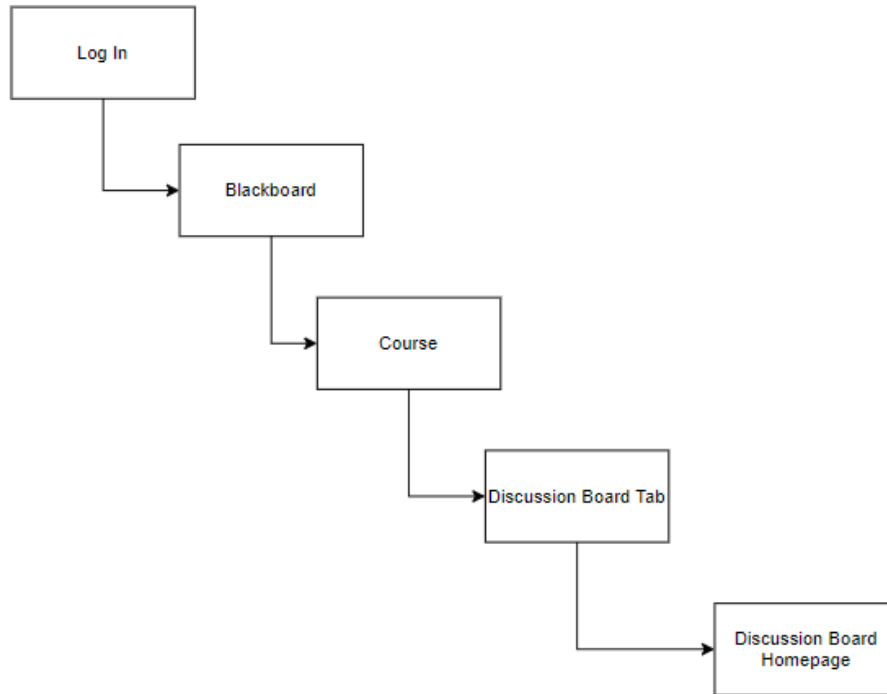 Log In
Blackboard
Course
Discussion Board Tab
Discussion Board
Homepage